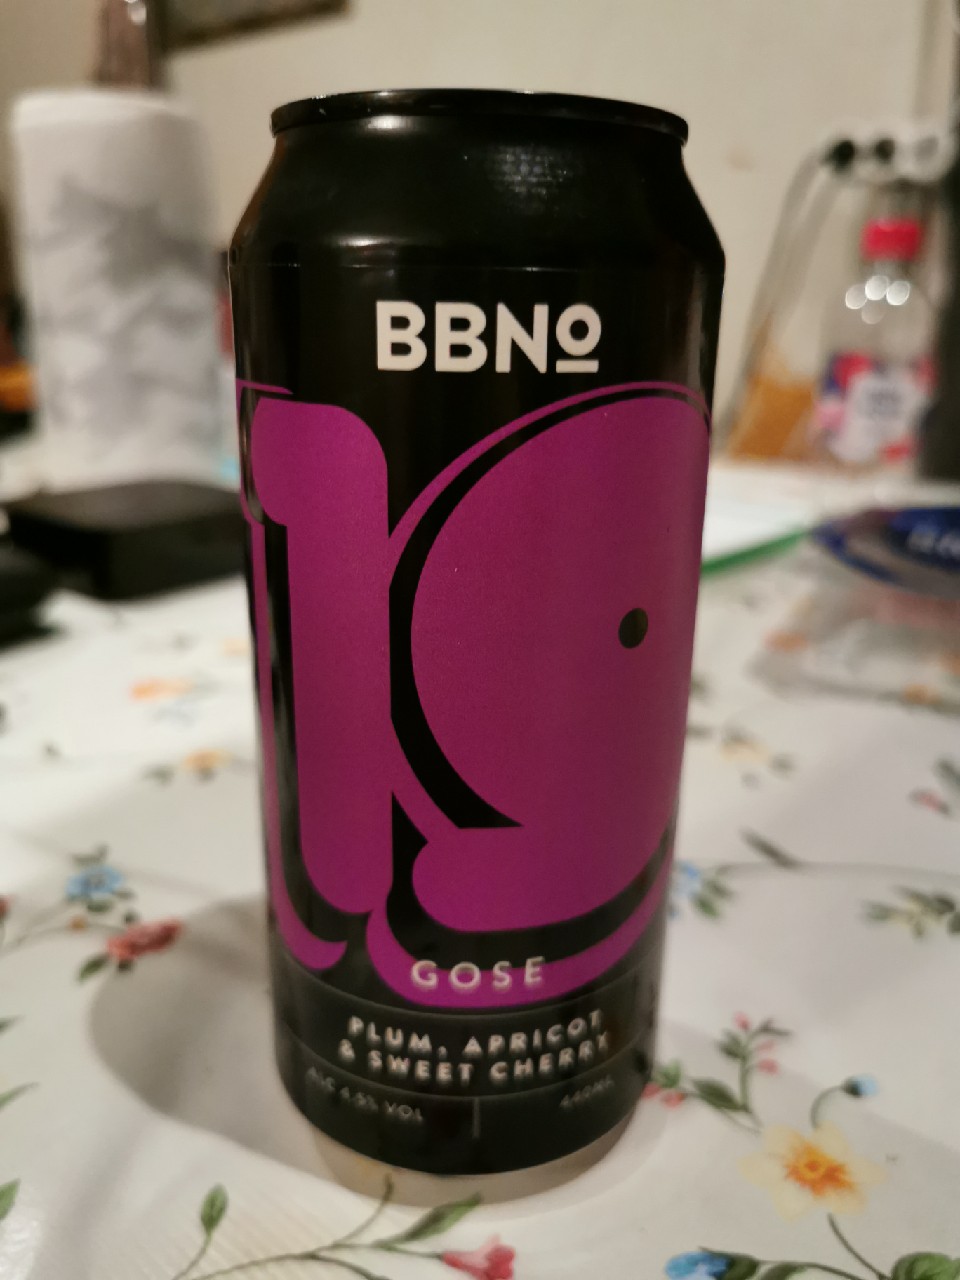 BBNo
19
GOSE
PLUM, APRICOT
& SWEET CHERRY
ALC 4.5% VOL
440ML